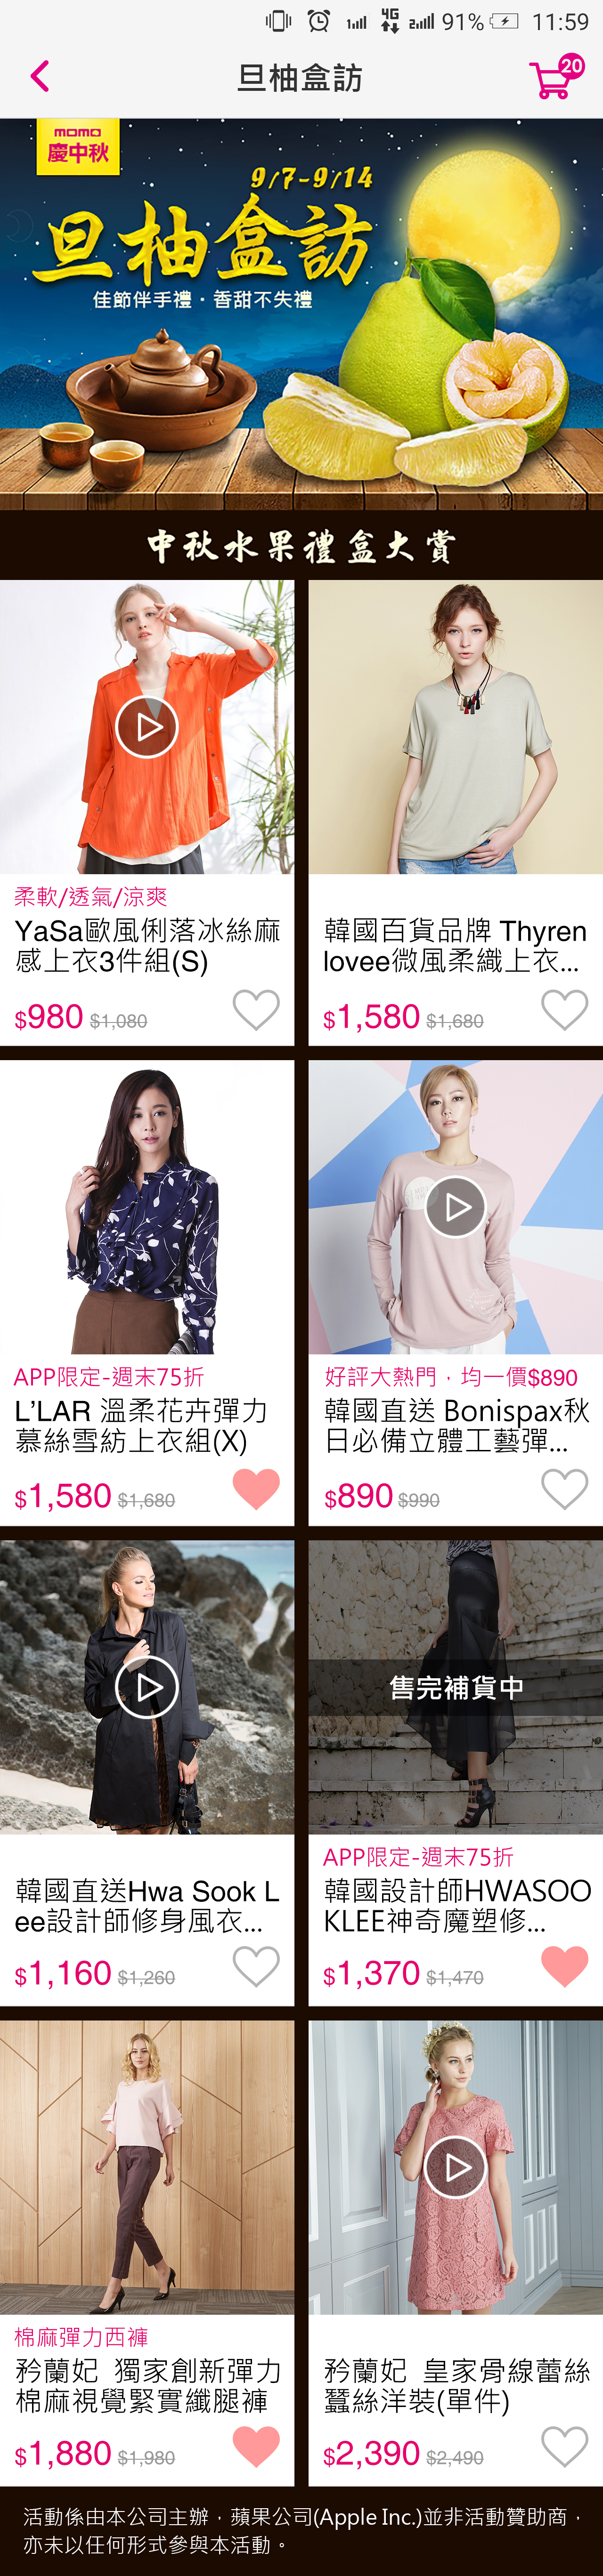 4G
91%
11:59
旦柚盒訪
20
momo
慶中秋
9/7-9/14
旦柚盒訪
佳節伴手禮・香甜不失禮
中秋水果禮盒大賞
柔軟/透氣/涼爽
YaSa歐風俐落冰絲麻
感上衣3件組(S)
$980 $1,080
韓國百貨品牌 Thyren
lovee微風柔織上衣...
$1,580 $1,680
APP限定-週末75折
L’LAR 溫柔花卉彈力
慕絲雪紡上衣組(X)
$1,580 $1,680
好評大熱門，均一價$890
韓國直送 Bonispax秋
日必備立體工藝彈...
$890 $990
韓國直送Hwa Sook L
ee設計師修身風衣...
$1,160 $1,260
售完補貨中
APP限定-週末75折
韓國設計師HWASOO
KLEE神奇魔塑修...
$1,370 $1,470
棉麻彈力西褲
矜蘭妃 獨家創新彈力
棉麻視覺緊實纖腿褲
$1,880 $1,980
矜蘭妃 皇家骨線蕾絲
蠶絲洋裝(單件)
$2,390 $2,490
活動係由本公司主辦，蘋果公司(Apple Inc.)並非活動贊助商，
亦未以任何形式參與本活動。